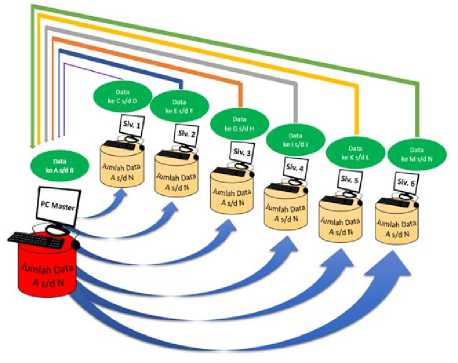 Data
ke C s/d D
Data
ke E s/d F
Data
ke G s/d H
Data
ke I s/d J
Data
ke K s/d L
Data
ke M s/d N
Slv. 1
Slv. 2
Slv. 3
Slv. 4
Slv. 5
Slv. 6
Jumlah Data
A s/d N
Jumlah Data
A s/d N
Jumlah Data
A s/d N
Jumlah Data
A s/d N
Jumlah Data
A s/d N
Jumlah Data
A s/d N
Data
ke A s/d B
PC Master
Jumlah Data
A s/d N